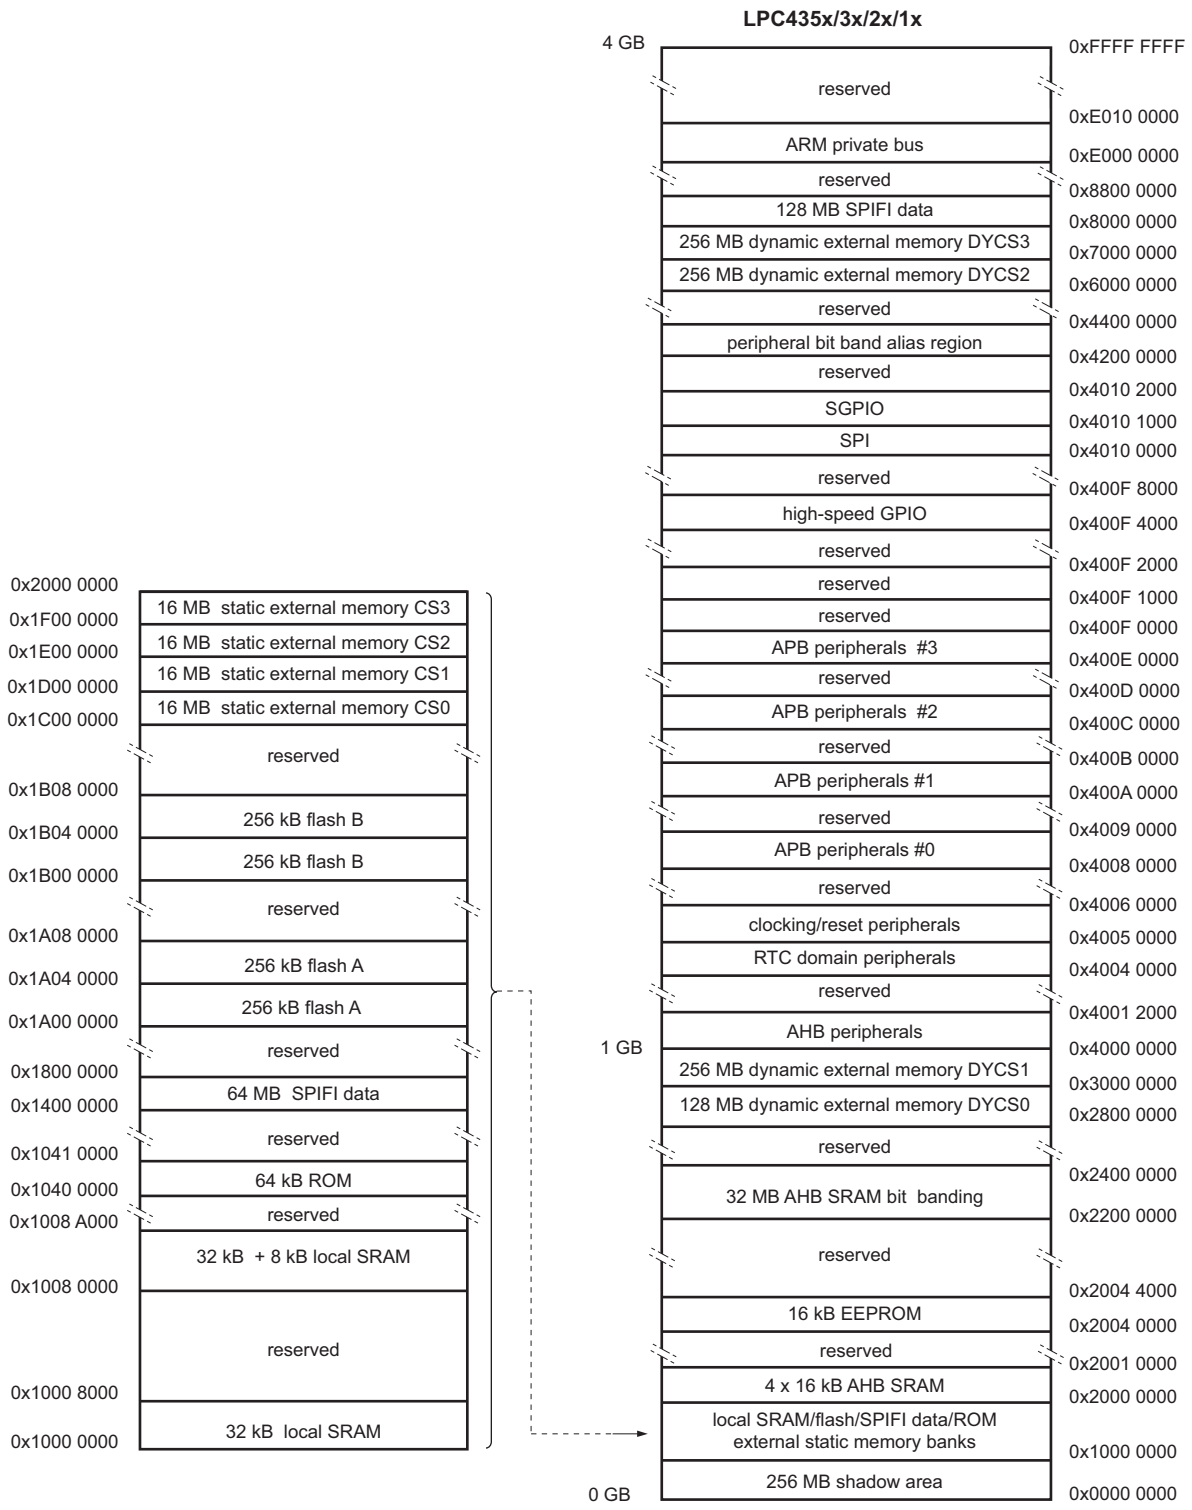 LPC435x/3x/2x/1x
4 GB
0xFFFF FFFF
reserved
0xE010 0000
ARM private bus
0xE000 0000
reserved
0x8800 0000
128 MB SPIFI data
0x8000 0000
256 MB dynamic external memory DYCS3
0x7000 0000
256 MB dynamic external memory DYCS2
0x6000 0000
reserved
0x4400 0000
peripheral bit band alias region
0x4200 0000
reserved
0x4010 2000
SGPIO
0x4010 1000
SPI
0x4010 0000
reserved
0x400F 8000
high-speed GPIO
0x400F 4000
reserved
0x400F 2000
reserved
0x400F 1000
reserved
0x400F 0000
APB peripherals #3
0x400E 0000
reserved
0x400D 0000
APB peripherals #2
0x400C 0000
reserved
0x400B 0000
APB peripherals #1
0x400A 0000
reserved
0x4009 0000
APB peripherals #0
0x4008 0000
reserved
0x4006 0000
clocking/reset peripherals
0x4005 0000
RTC domain peripherals
0x4004 0000
reserved
0x4001 2000
AHB peripherals
1 GB
0x4000 0000
256 MB dynamic external memory DYCS1
0x3000 0000
128 MB dynamic external memory DYCS0
0x2800 0000
reserved
0x2400 0000
32 MB AHB SRAM bit banding
0x2200 0000
reserved
0x2004 4000
16 kB EEPROM
0x2004 0000
reserved
0x2001 0000
4 x 16 kB AHB SRAM
0x2000 0000
local SRAM/flash/SPIFI data/ROM
external static memory banks
0x1000 0000
256 MB shadow area
0 GB
0x0000 0000
0x2000 0000
16 MB static external memory CS3
0x1F00 0000
16 MB static external memory CS2
0x1E00 0000
16 MB static external memory CS1
0x1D00 0000
16 MB static external memory CS0
0x1C00 0000
reserved
0x1B08 0000
256 kB flash B
0x1B04 0000
256 kB flash B
0x1B00 0000
reserved
0x1A08 0000
256 kB flash A
0x1A04 0000
256 kB flash A
0x1A00 0000
reserved
0x1800 0000
64 MB SPIFI data
0x1400 0000
reserved
0x1041 0000
64 kB ROM
0x1040 0000
reserved
0x1008 A000
32 kB + 8 kB local SRAM
0x1008 0000
reserved
0x1000 8000
32 kB local SRAM
0x1000 0000